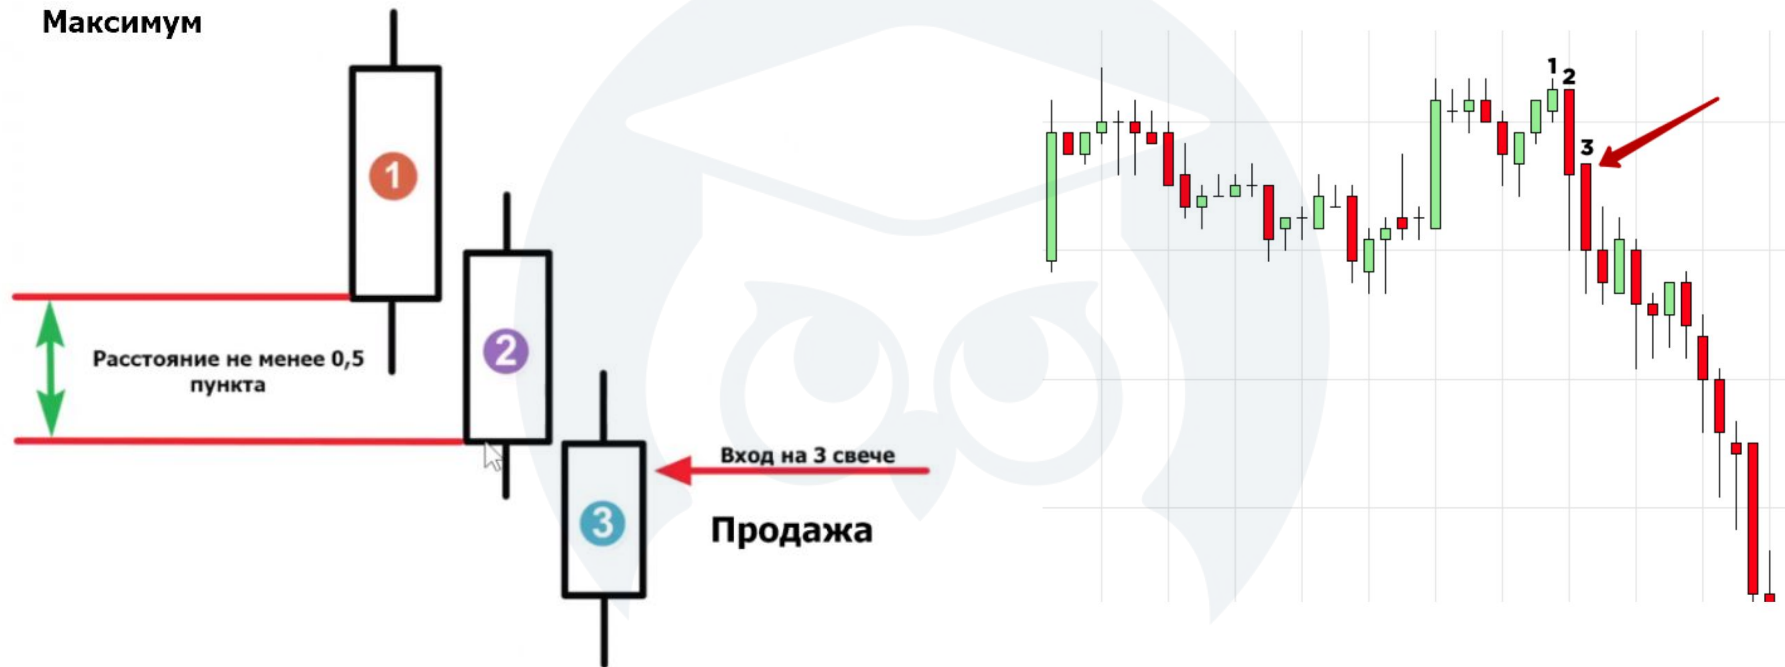 Максимум
1
2
3
Расстояние не менее 0,5
пункта
Вход на 3 свече
Продажа
1
2
3